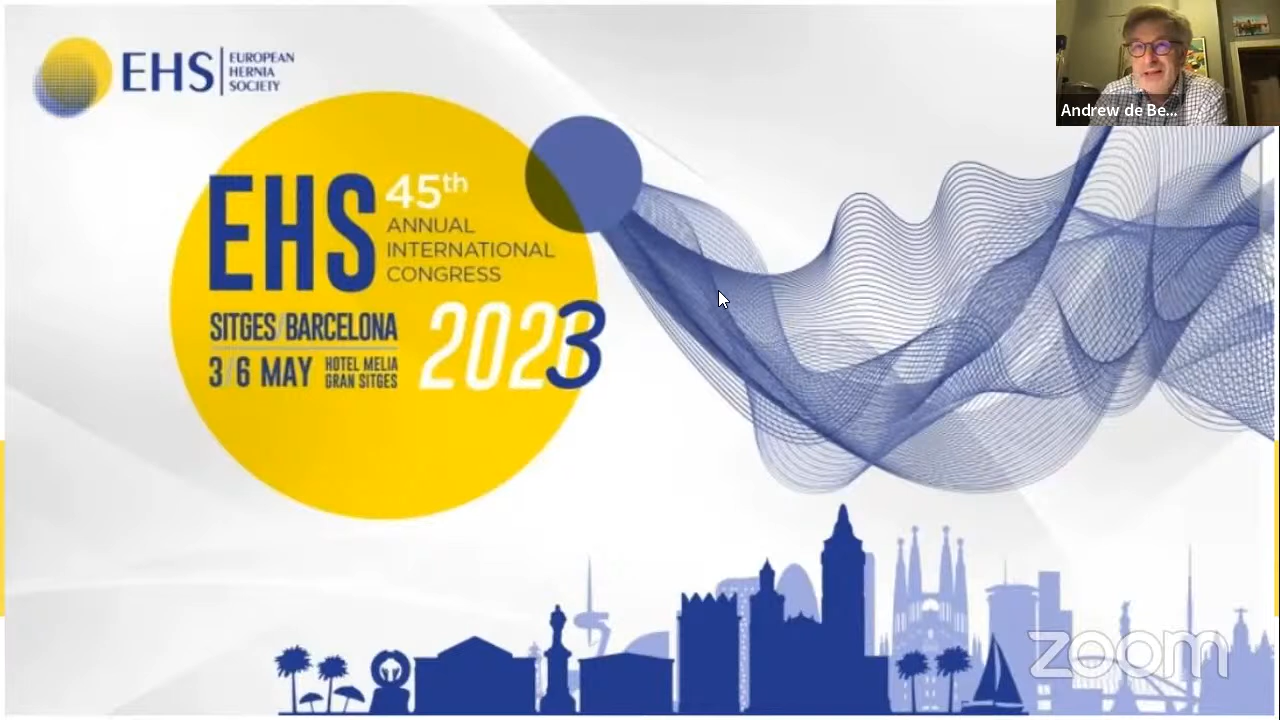 EHS
EUROPEAN
HERNIA
SOCIETY
Andrew de Be...
EHS
45th
ANNUAL
INTERNATIONAL
CONGRESS
SITGES/BARCELONA
2023
3/6 MAY
HOTEL MELIA
GRAN SITGES
zoom